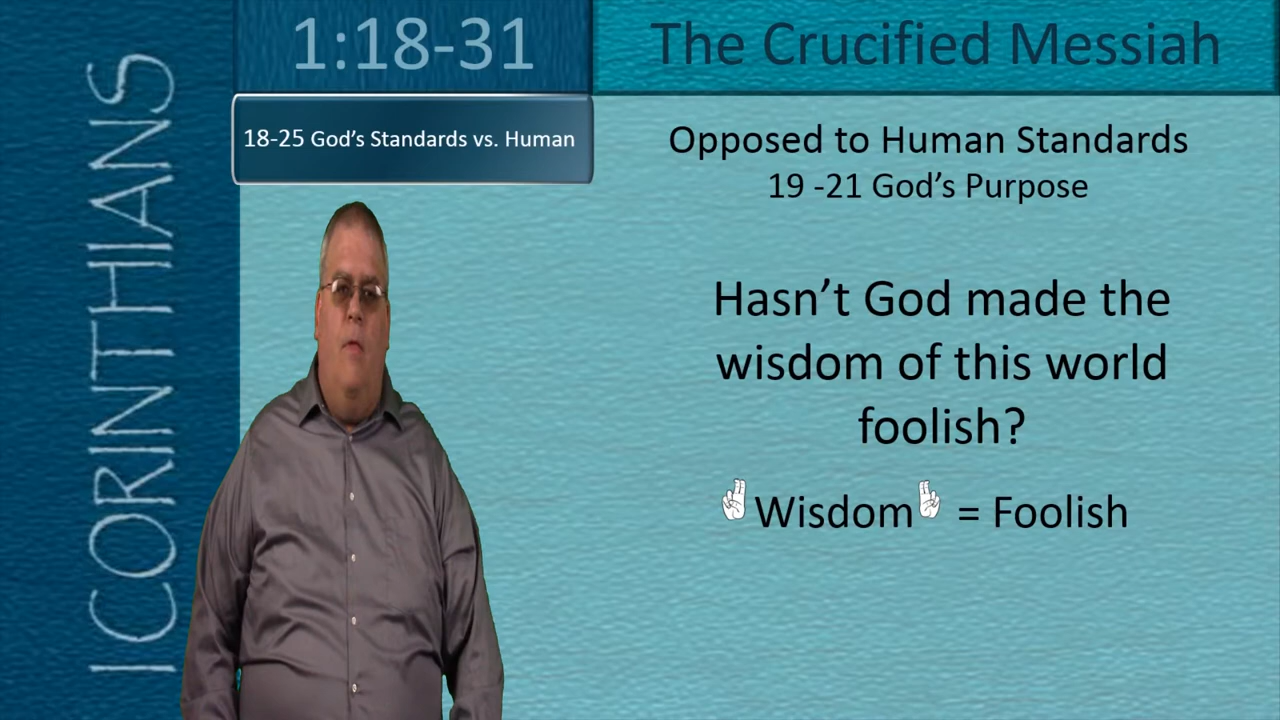 I CORINTHIANS
1:18-31
The Crucified Messiah
18-25 God's Standards vs. Human
Opposed to Human Standards
19 -21 God's Purpose
Hasn't God made the
wisdom of this world
foolish?
Wisdom = Foolish